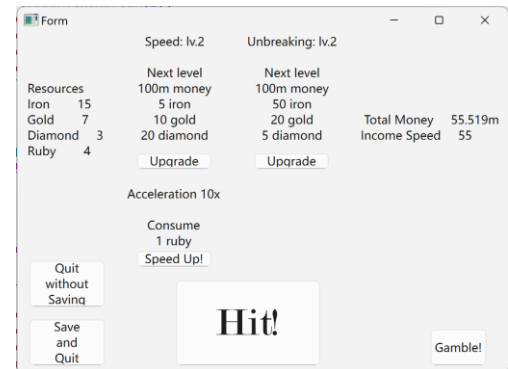 Form
Speed: lv.2
Unbreaking: lv.2
Next level
100m money
5 iron
10 gold
20 diamond
Upgrade
Next level
100m money
50 iron
20 gold
5 diamond
Upgrade
Resources
Iron 15
Gold 7
Diamond 3
Ruby 4
Total Money 55.519m
Income Speed 55
Acceleration 10x
Consume
1 ruby
Speed Up!
Quit
without
Saving
Save
and
Quit
Hit!
Gamble!